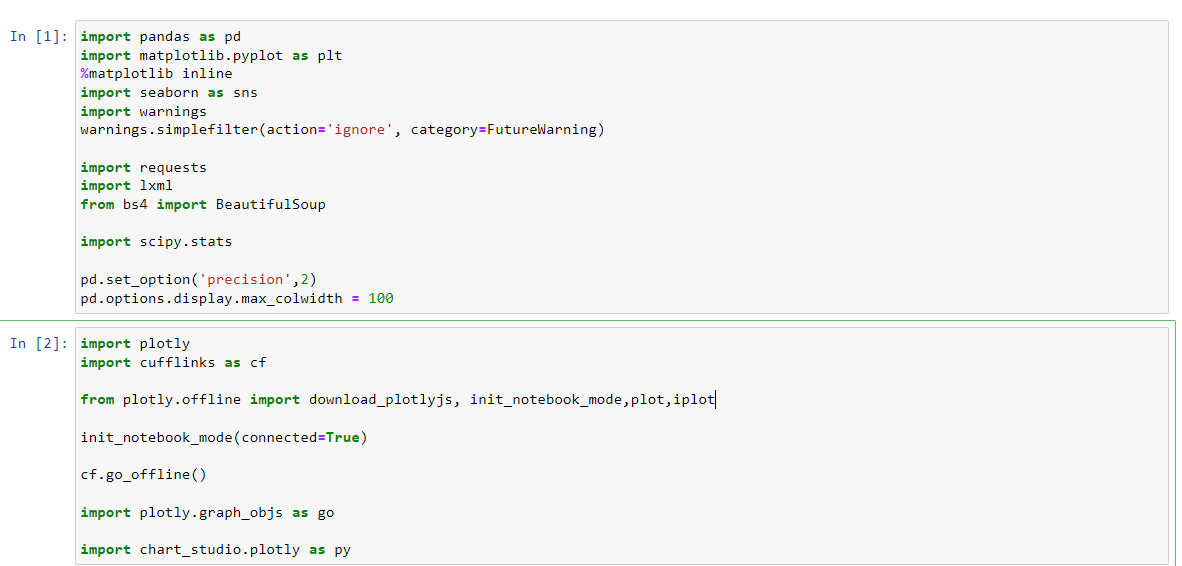 In [1]: import pandas as pd
import matplotlib.pyplot as plt
%matplotlib inline
import seaborn as sns
import warnings
warnings.simplefilter(action='ignore', category=FutureWarning)
import requests
import lxml
from bs4 import BeautifulSoup
import scipy.stats
pd.set_option('precision',2)
pd.options.display.max_colwidth = 100
In [2]: import plotly
import cufflinks as cf
from plotly.offline import download_plotlyjs, init_notebook_mode,plot,iplot
init_notebook_mode(connected=True)
cf.go_offline()
import plotly.graph_objs as go
import chart_studio.plotly as py